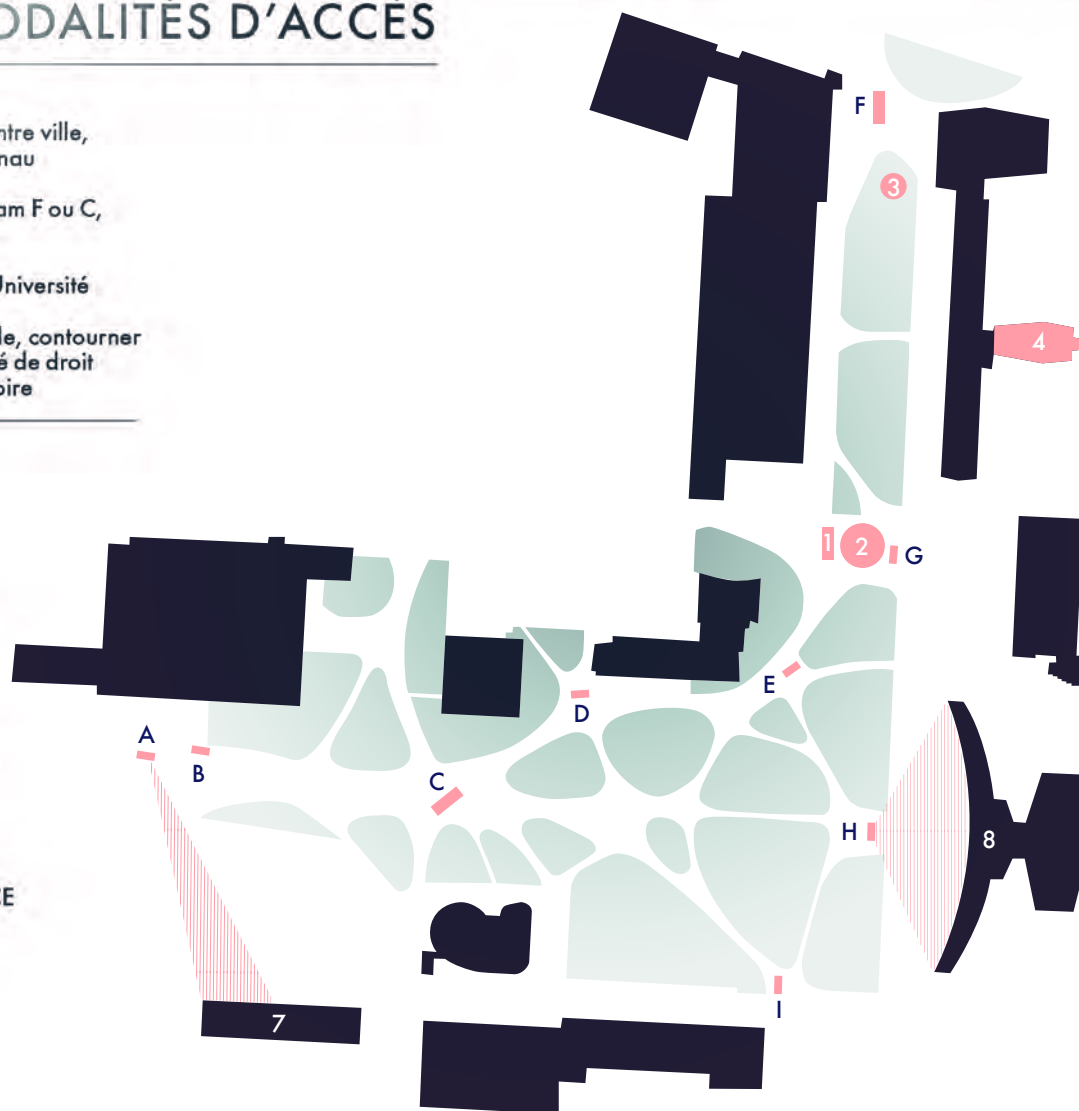 ODALITÉS D’ACCÈS
ntre ville,
nau
am F ou C,
Université
le, contourner
é de droit
oire
F
3
4
1
2
G
E
D
A
B
C
H
8
CE
I
7